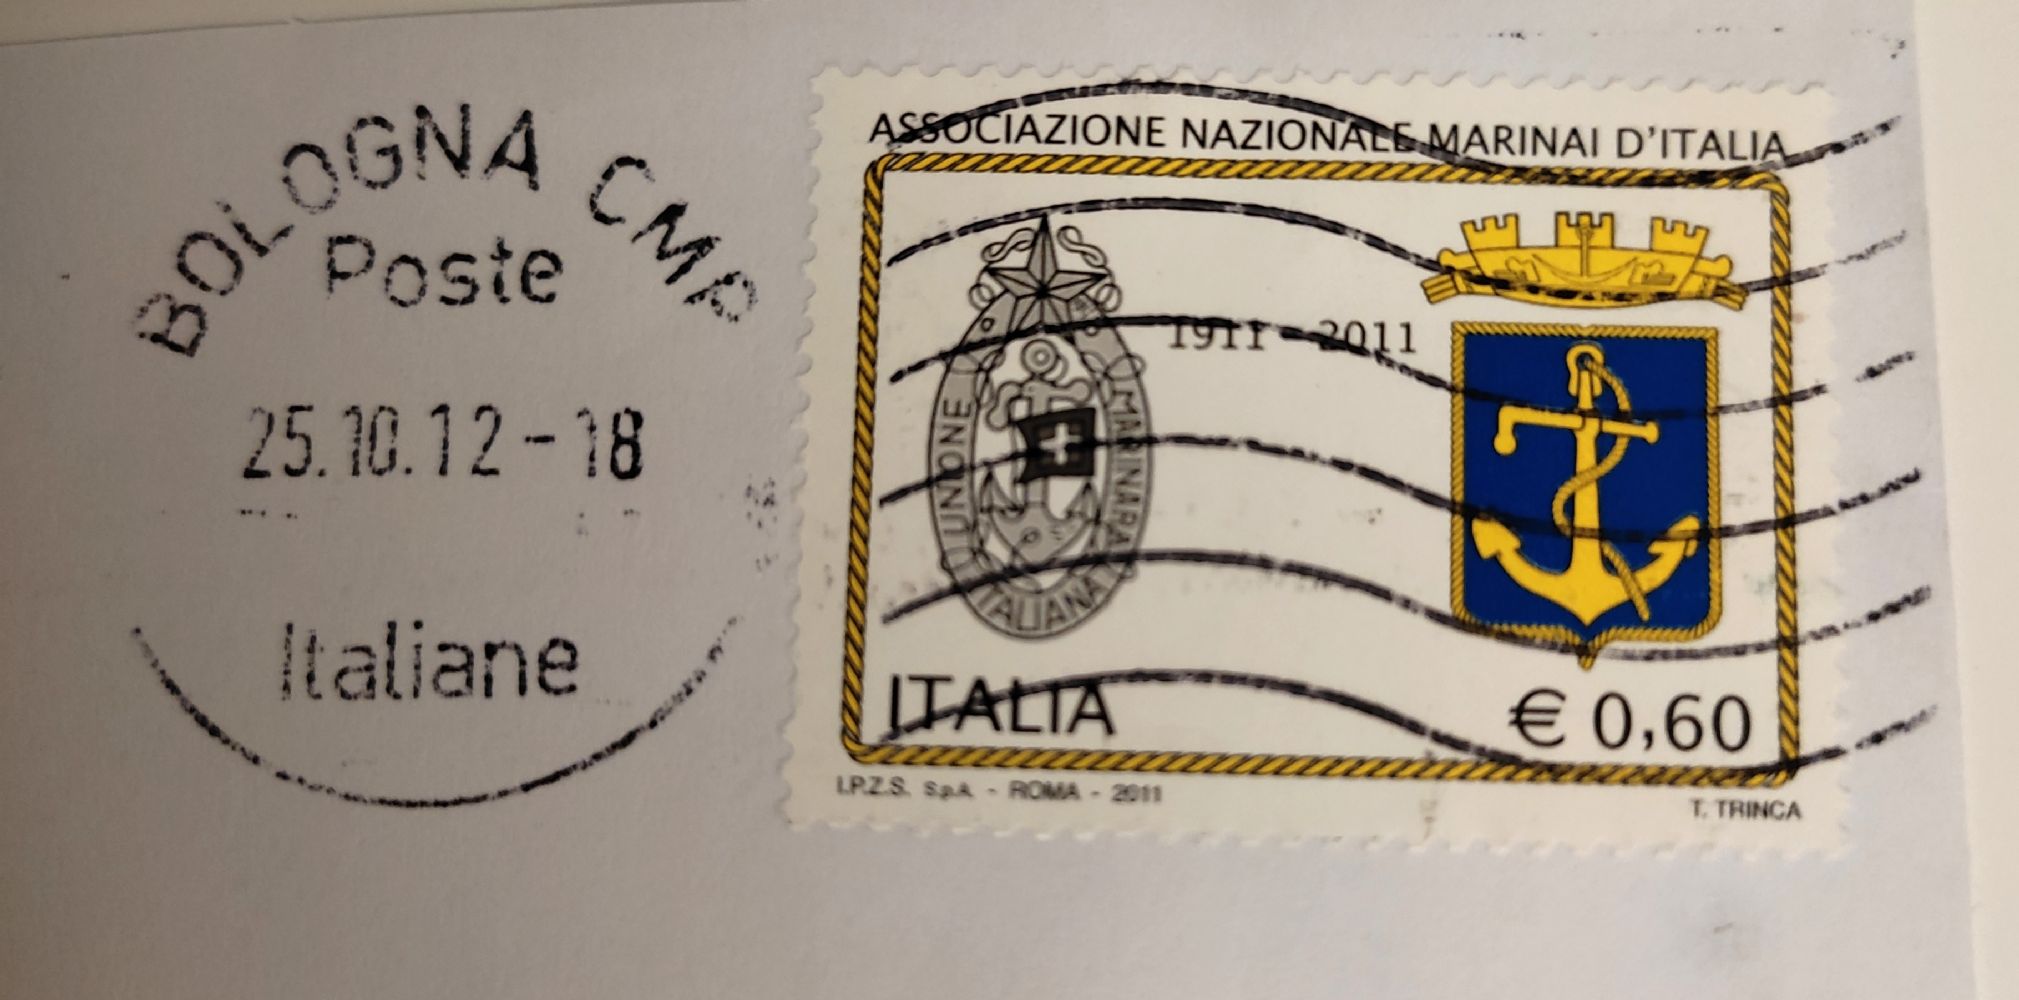 BOLOGNA CMP
Poste
25.10.12-18
Italiane
ASSOCIAZIONE NAZIONALE MARINAI D'ITALIA
1911 - 2011
UNIONE MARINARA ITALIANA
ITALIA
€ 0,60
I.P.Z.S. S.p.A. - ROMA - 2011
T. TRINCA